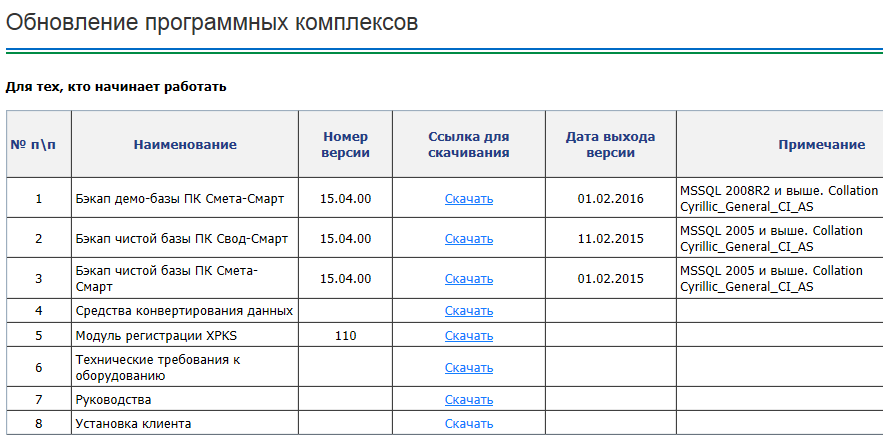 Обновление программных комплексов
Для тех, кто начинает работать
№ п\п Наименование Номер версии Ссылка для скачивания Дата выхода версии Примечание
1 Бэкап демо-базы ПК Смета-Смарт 15.04.00 Скачать 01.02.2016 MSSQL 2008R2 и выше. Collation Cyrillic_General_CI_AS
2 Бэкап чистой базы ПК Свод-Смарт 15.04.00 Скачать 11.02.2015 MSSQL 2005 и выше. Collation Cyrillic_General_CI_AS
3 Бэкап чистой базы ПК Смета-Смарт 15.04.00 Скачать 01.02.2015 MSSQL 2005 и выше. Collation Cyrillic_General_CI_AS
4 Средства конвертирования данных Скачать
5 Модуль регистрации XPKS 110 Скачать
6 Технические требования к оборудованию Скачать
7 Руководства Скачать
8 Установка клиента Скачать